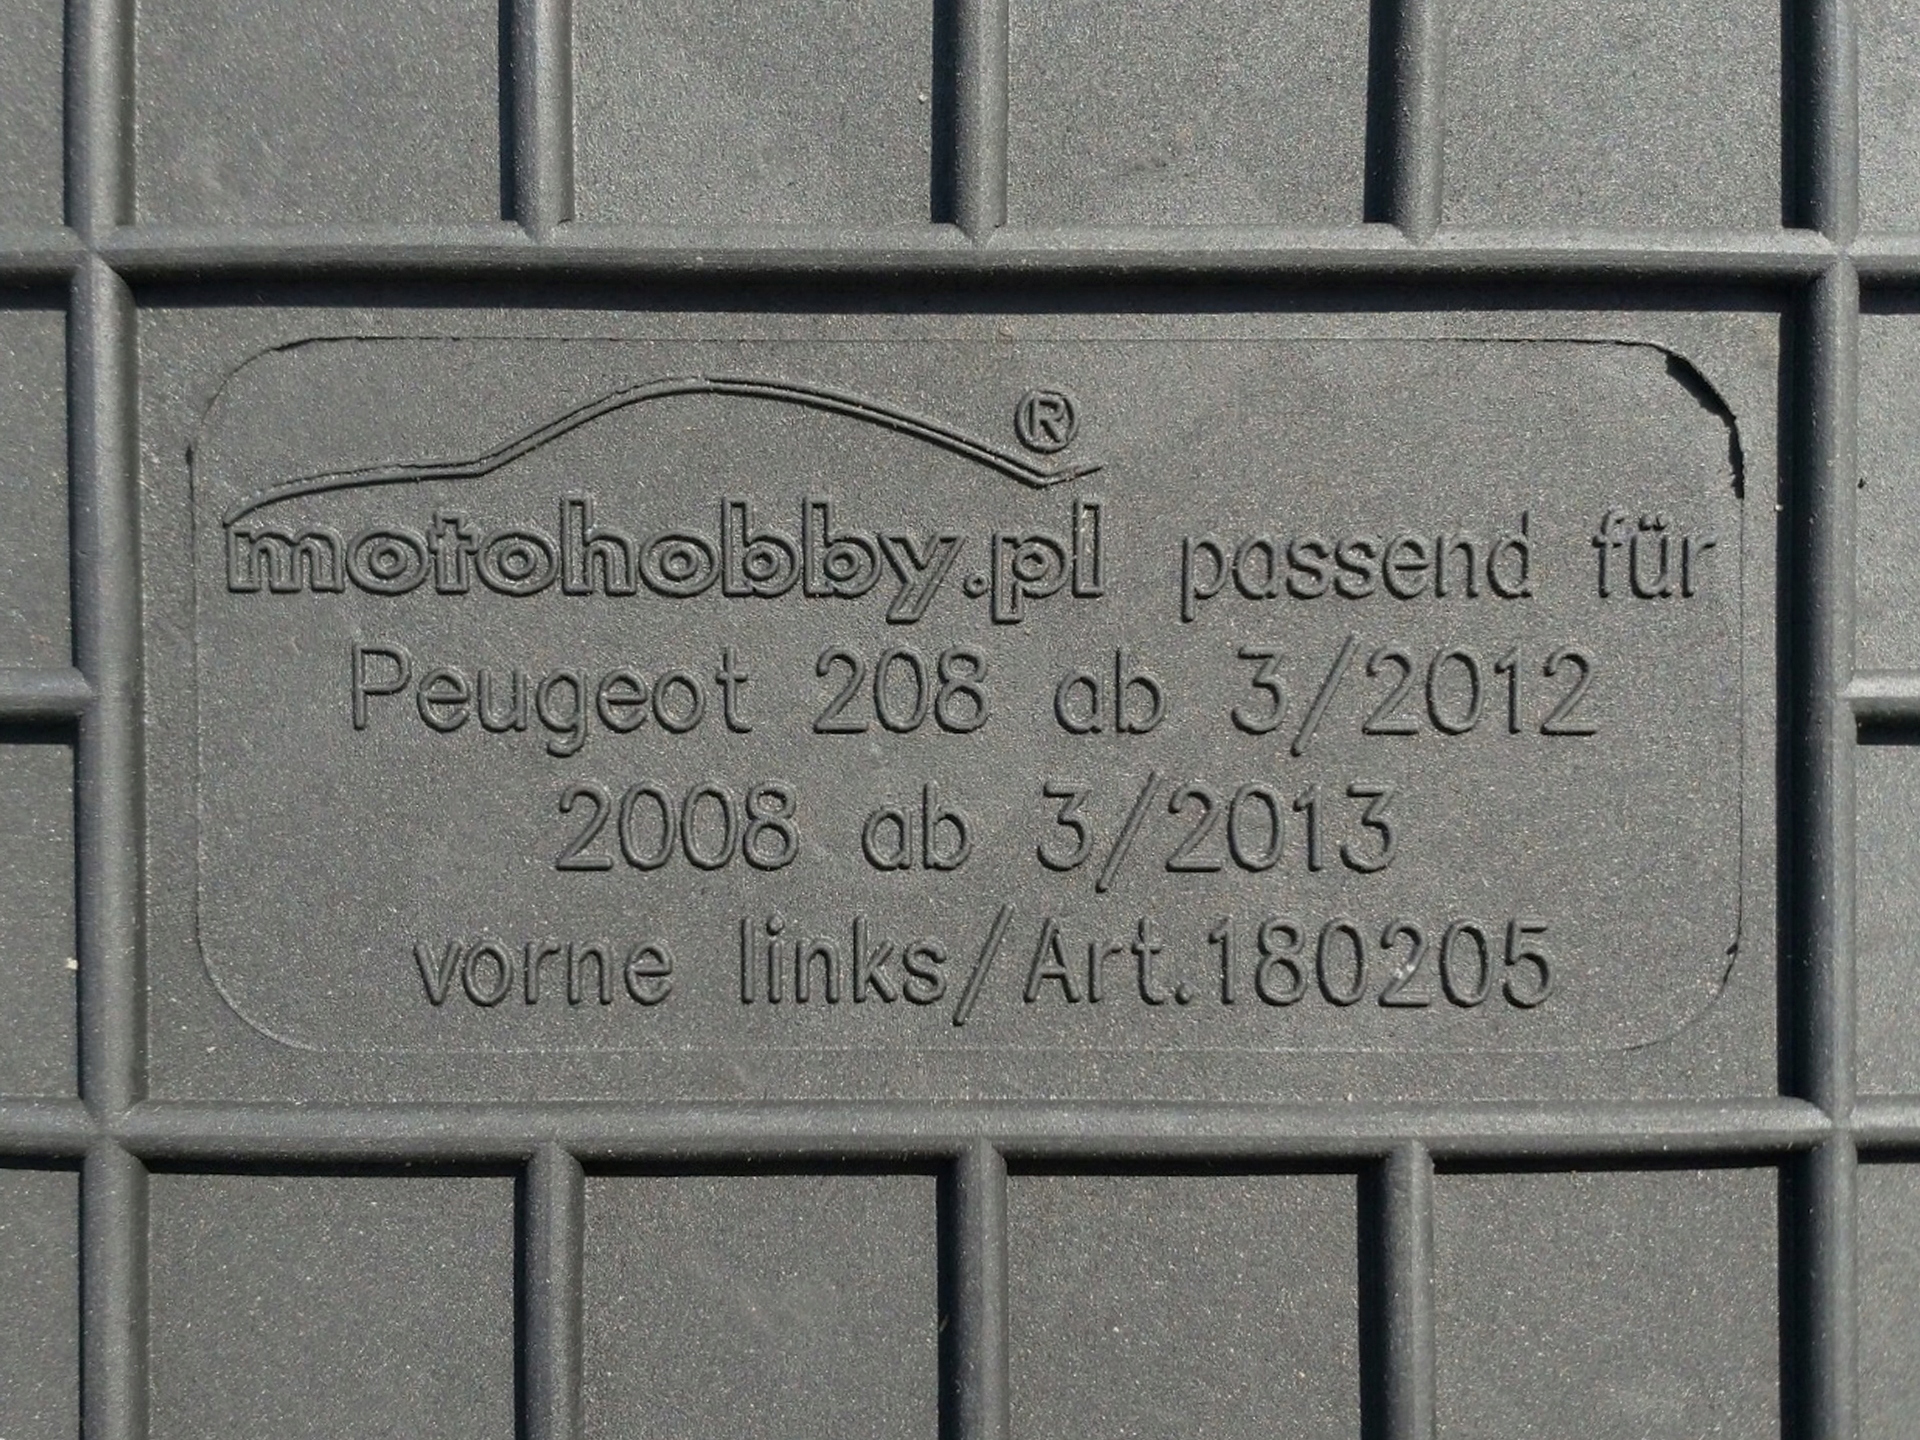 motohobby.pl® passend für
Peugeot 208 ab 3/2012
2008 ab 3/2013
vorne links/Art.180205